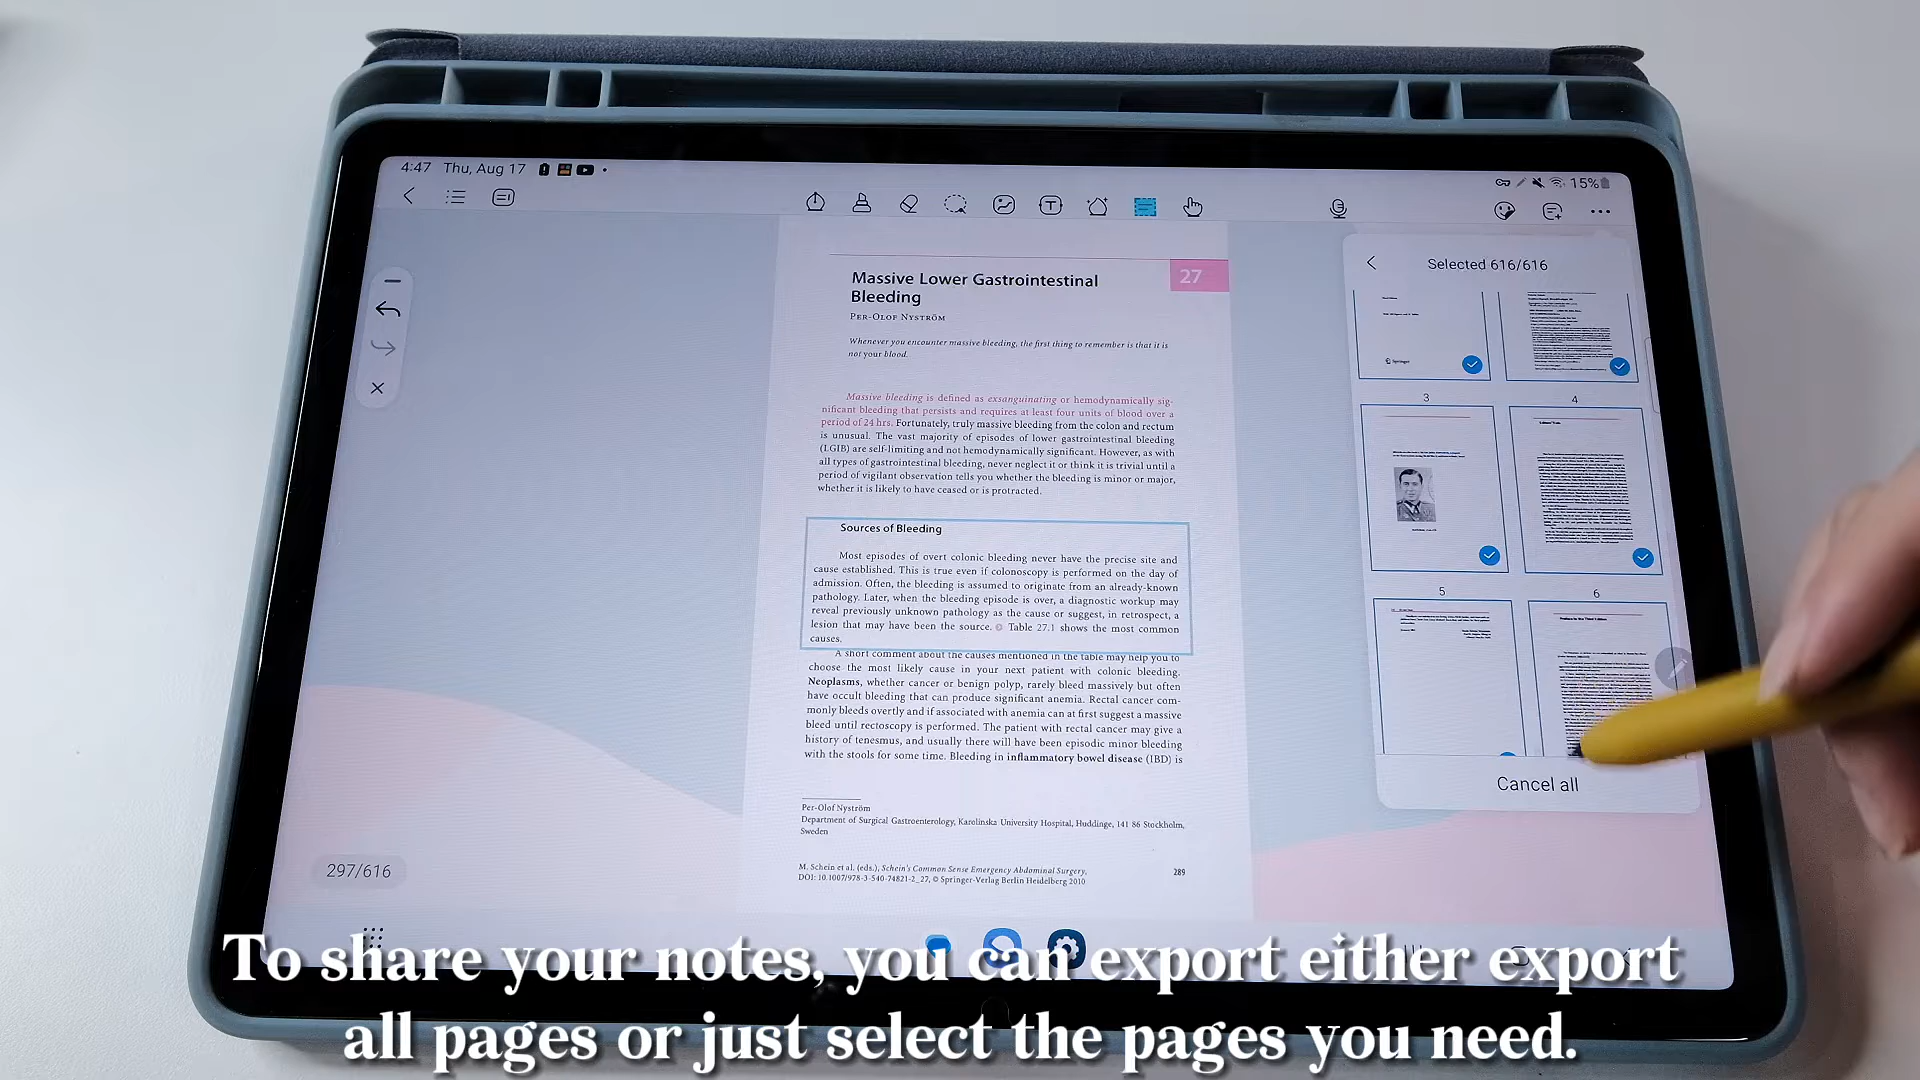 4:47 Thu, Aug 17
15%
Massive Lower Gastrointestinal
Bleeding
27
PER-OLOF NYSTRÖM
Whenever you encounter massive bleeding, the first thing to remember is that it is
not your blood.
Massive bleeding is defined as exsanguinating or hemodynamically sig-
nificant bleeding that persists and requires at least four units of blood over a
period of 24 hrs. Fortunately, truly massive bleeding from the colon and rectum
is unusual. The vast majority of episodes of lower gastrointestinal bleeding
(LGIB) are self-limiting and not hemodynamically significant. However, as with
all types of gastrointestinal bleeding, never neglect it or think it is trivial until a
period of vigilant observation tells you whether the bleeding is minor or major,
whether it is likely to have ceased or is protracted.
Sources of Bleeding
Most episodes of overt colonic bleeding never have the precise site and
cause established. This is true even if colonoscopy is performed on the day of
admission. Often, the bleeding is assumed to originate from an already-known
pathology. Later, when the bleeding episode is over, a diagnostic workup may
reveal previously unknown pathology as the cause or suggest, in retrospect, a
lesion that may have been the source. Table 27.1 shows the most common
causes.
A short comment about the causes mentioned in the table may help you to
choose the most likely cause in your next patient with colonic bleeding.
Neoplasms, whether cancer or benign polyp, rarely bleed massively but often
have occult bleeding that can produce significant anemia. Rectal cancer com-
monly bleeds overtly and if associated with anemia can at first suggest a massive
bleed until rectoscopy is performed. The patient with rectal cancer may give a
history of tenesmus, and usually there will have been episodic minor bleeding
with the stools for some time. Bleeding in inflammatory bowel disease (IBD) is
Per-Olof Nyström
Department of Surgical Gastroenterology, Karolinska University Hospital, Huddinge, 141 86 Stockholm,
Sweden
M. Schein et al. (eds.), Schein's Common Sense Emergency Abdominal Surgery,
DOI: 10.1007/978-3-540-74821-2_27, © Springer-Verlag Berlin Heidelberg 2010
289
297/616
Selected 616/616
Springer
3
4
5
6
Preface to the Third Edition
Cancel all
To share your notes, you can export either export
all pages or just select the pages you need.